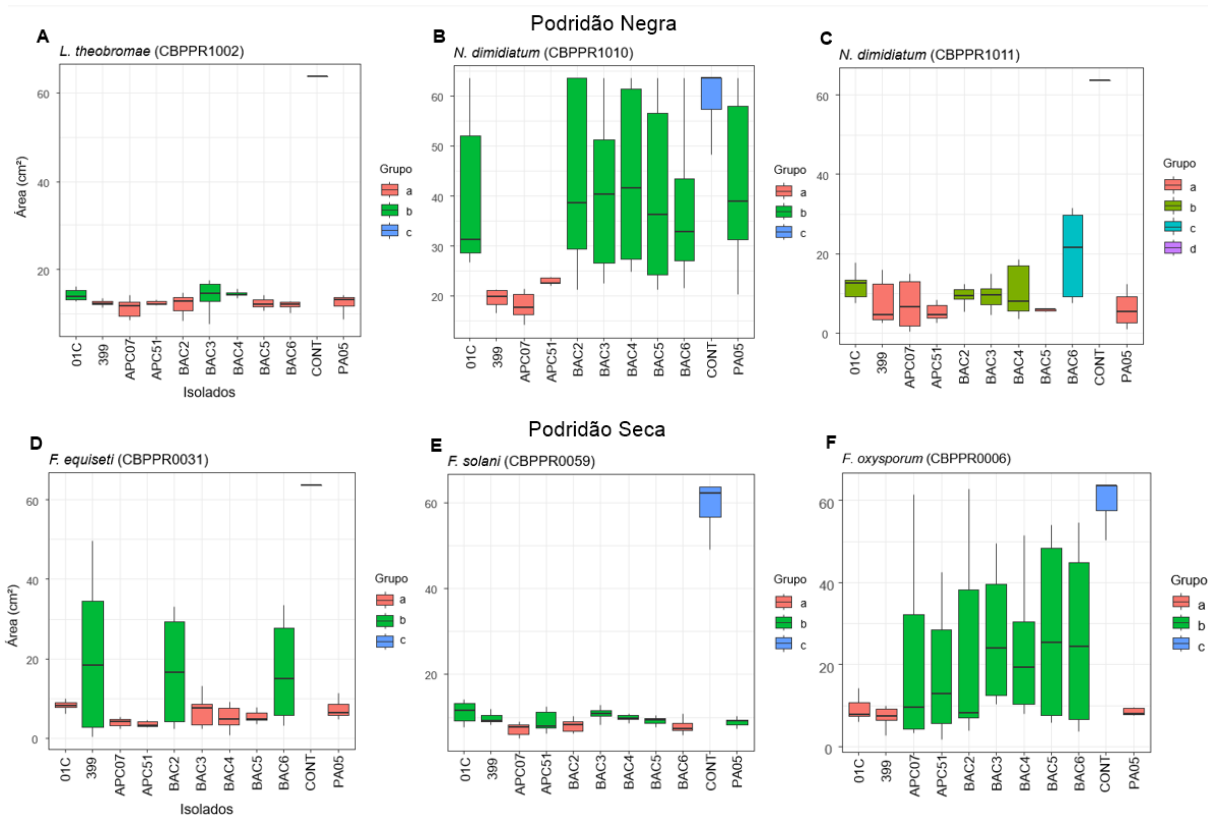 Podridão Negra
A
L. theobromae (CBPPR1002)
60
40
20
0
Área (cm²)
01C
399
APC07
APC51
BAC2
BAC3
BAC4
BAC5
BAC6
CONT
PA05
Isolados
Grupo
a
b
c
B
N. dimidiatum (CBPPR1010)
60
50
40
30
20
01C
399
APC07
APC51
BAC2
BAC3
BAC4
BAC5
BAC6
CONT
PA05
Grupo
a
b
c
C
N. dimidiatum (CBPPR1011)
60
40
20
0
01C
399
APC07
APC51
BAC2
BAC3
BAC4
BAC5
BAC6
CONT
PA05
Grupo
a
b
c
d
Podridão Seca
D
F. equiseti (CBPPR0031)
60
40
20
0
Área (cm²)
01C
399
APC07
APC51
BAC2
BAC3
BAC4
BAC5
BAC6
CONT
PA05
Isolados
Grupo
a
b
c
E
F. solani (CBPPR0059)
60
40
20
0
01C
399
APC07
APC51
BAC2
BAC3
BAC4
BAC5
BAC6
CONT
PA05
Grupo
a
b
c
F
F. oxysporum (CBPPR0006)
60
40
20
0
01C
399
APC07
APC51
BAC2
BAC3
BAC4
BAC5
BAC6
CONT
PA05
Grupo
a
b
c